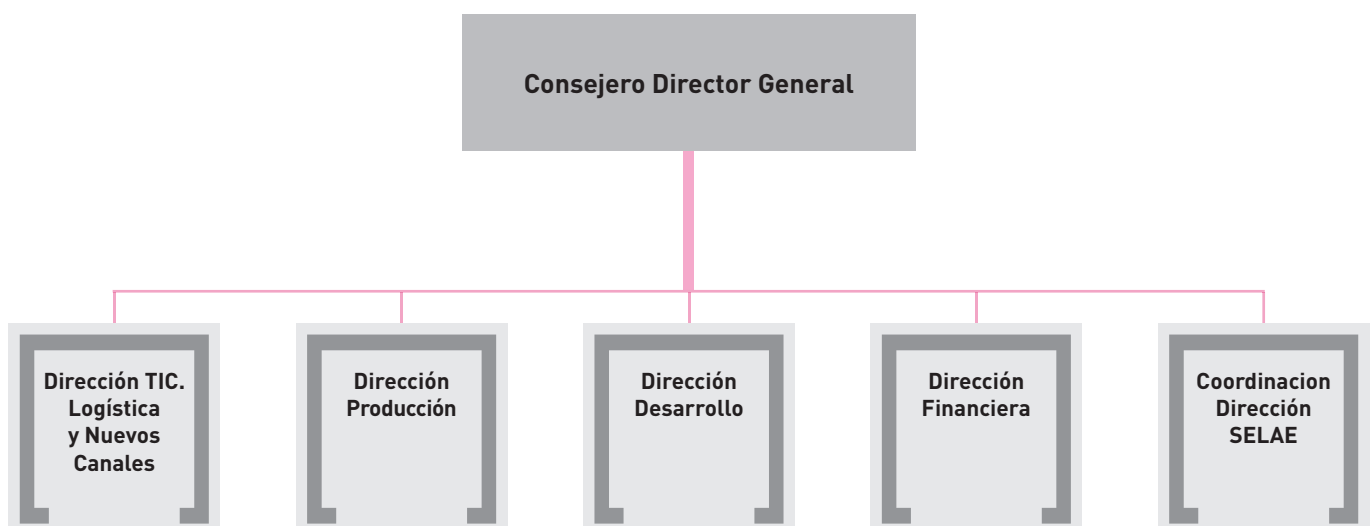 Consejero Director General
Dirección TIC.
Logística
y Nuevos
Canales
Dirección
Producción
Dirección
Desarrollo
Dirección
Financiera
Coordinacion
Dirección
SELAE